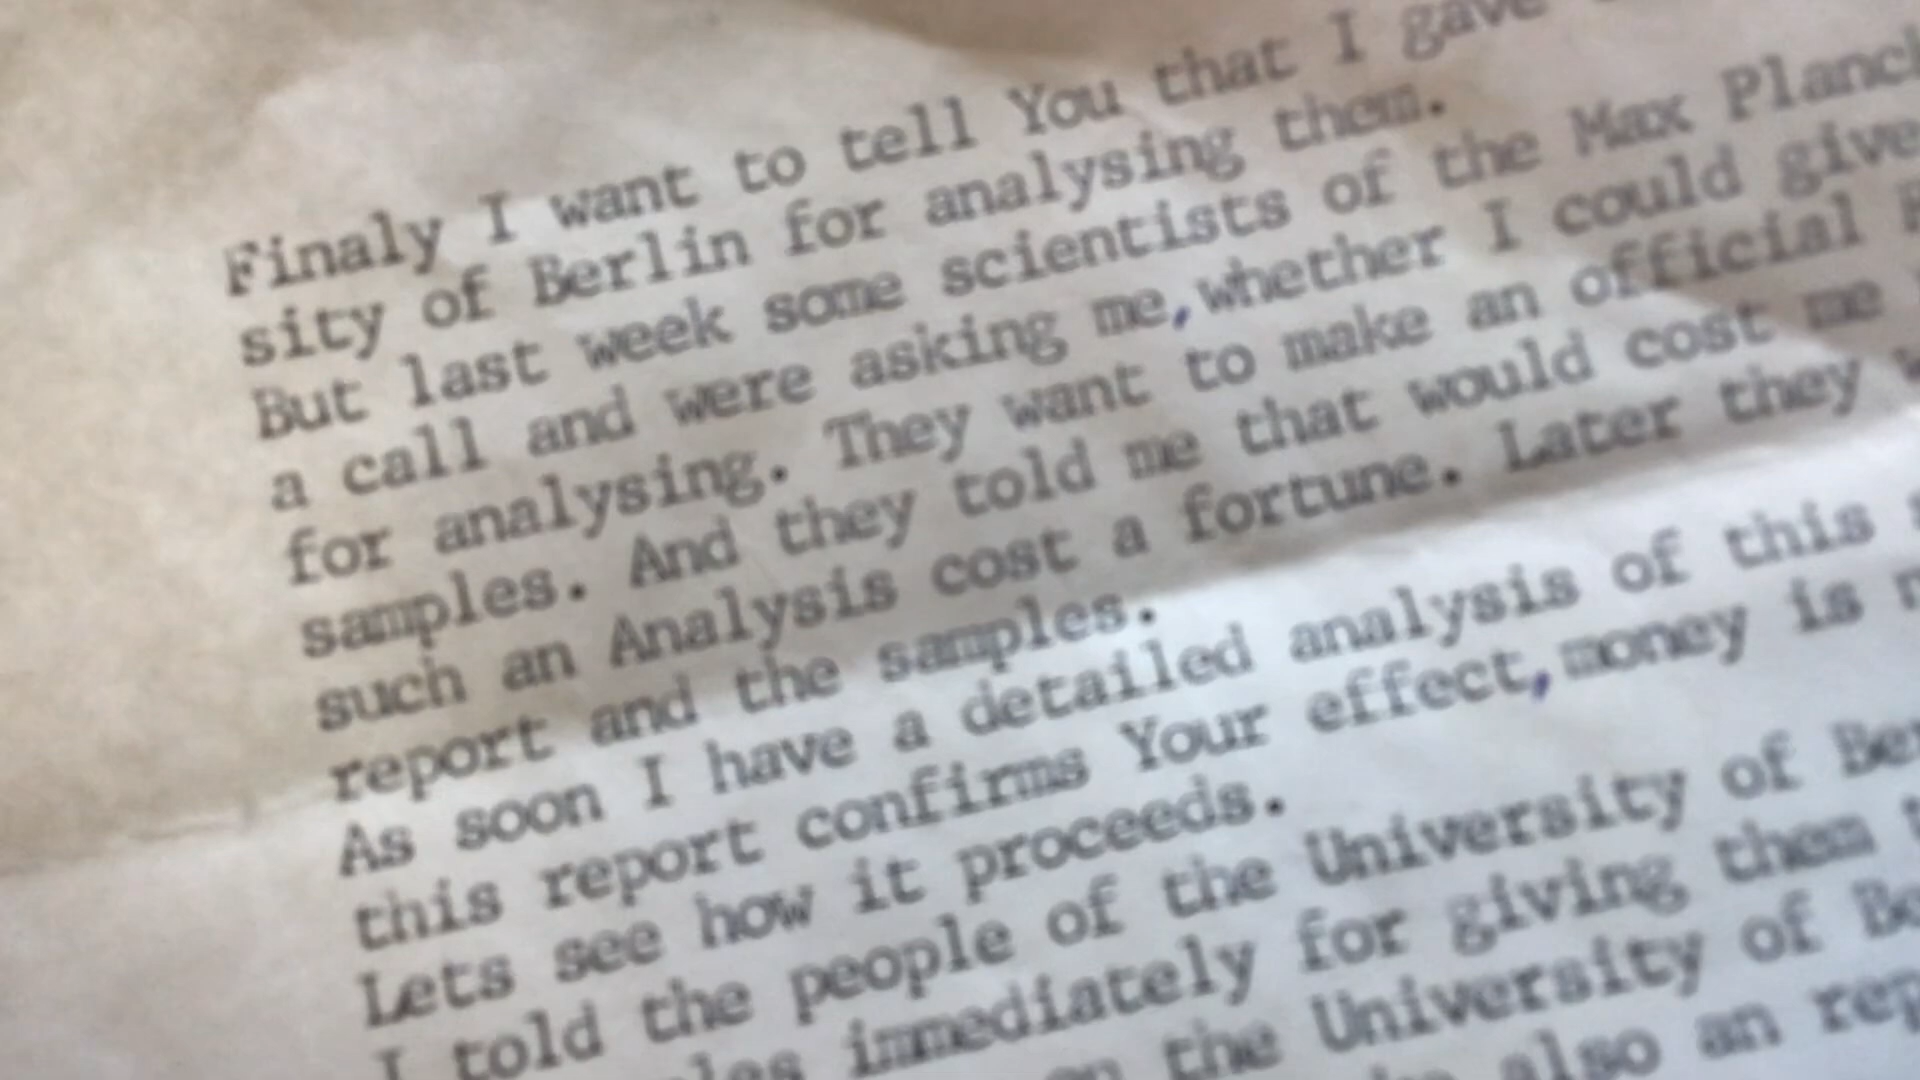 Finaly I want to tell You that I gave
sity of Berlin for analysing them.
But last week some scientists of the Max Planck
a call and were asking me,whether I could give
for analysing. They want to make an official
samples. And they told me that would cost me
such an Analysis cost a fortune. Later they
report and the samples.
As soon I have a detailed analysis of this
this report confirms Your effect,money is
Lets see how it proceeds.
I told the people of the University of
immediately for giving them
the University of
also an